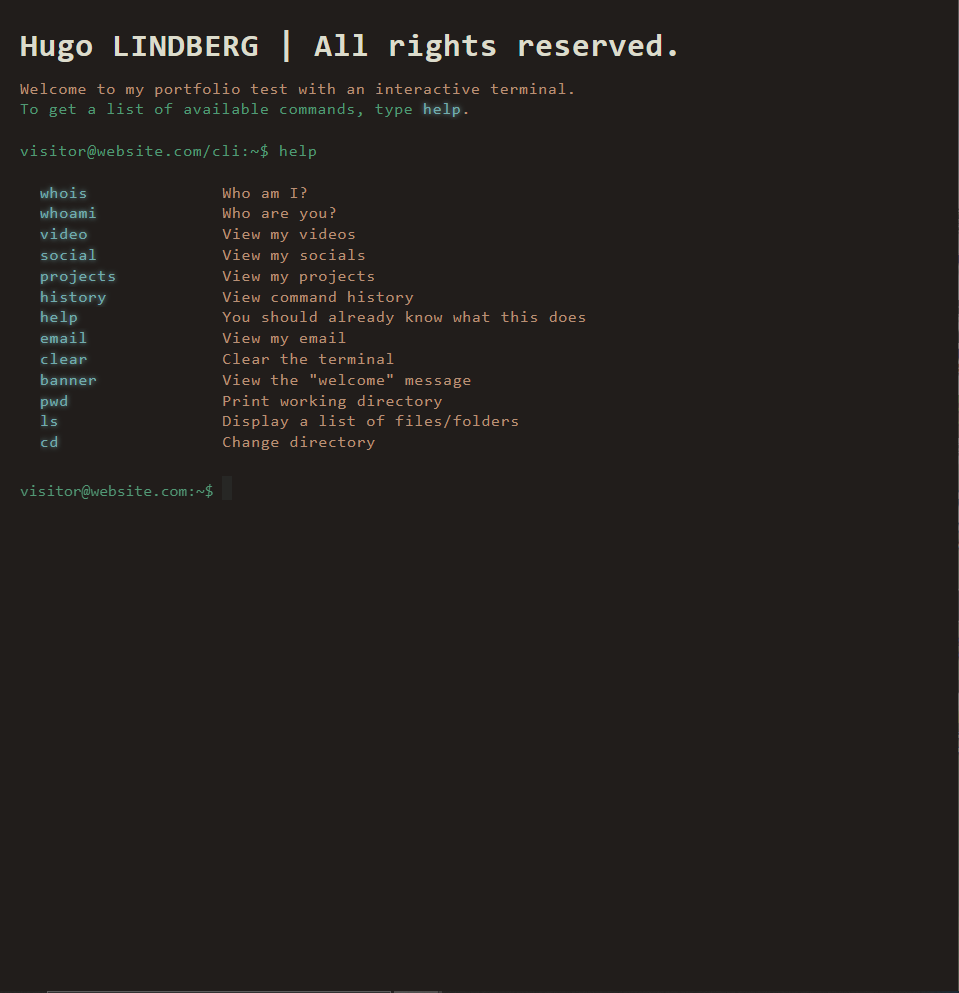 Hugo LINDBERG | All rights reserved.
Welcome to my portfolio test with an interactive terminal.
To get a list of available commands, type help.
visitor@website.com/cli:~$ help
whois Who am I?
whoami Who are you?
video View my videos
social View my socials
projects View my projects
history View command history
help You should already know what this does
email View my email
clear Clear the terminal
banner View the "welcome" message
pwd Print working directory
ls Display a list of files/folders
cd Change directory
visitor@website.com:~$